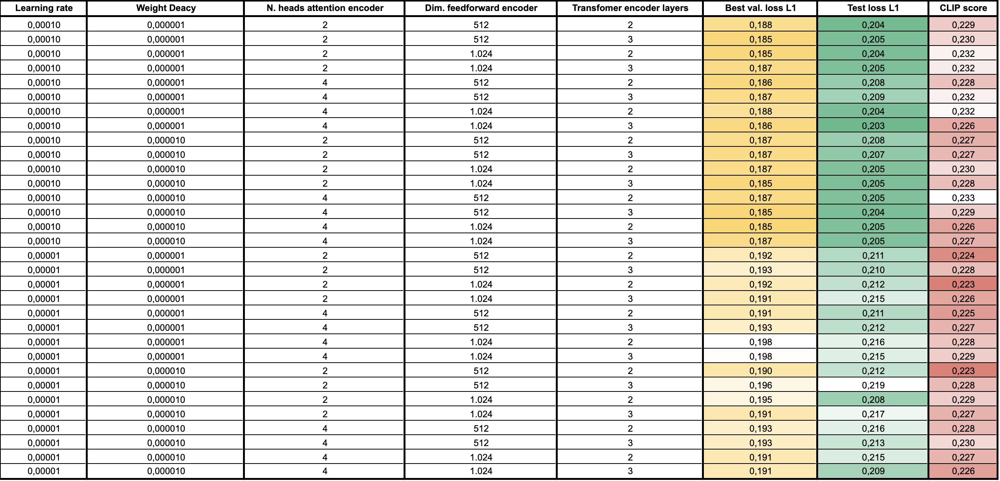 Learning rate Weight Deacy N. heads attention encoder Dim. feedforward encoder Transfomer encoder layers Best val. loss L1 Test loss L1 CLIP score
0,00010 0,000001 2 512 2 0,188 0,204 0,229
0,00010 0,000001 2 512 3 0,185 0,205 0,230
0,00010 0,000001 2 1.024 2 0,185 0,204 0,232
0,00010 0,000001 2 1.024 3 0,187 0,205 0,232
0,00010 0,000001 4 512 2 0,186 0,208 0,228
0,00010 0,000001 4 512 3 0,187 0,209 0,232
0,00010 0,000001 4 1.024 2 0,188 0,204 0,232
0,00010 0,000001 4 1.024 3 0,186 0,203 0,226
0,00010 0,000010 2 512 2 0,187 0,208 0,227
0,00010 0,000010 2 512 3 0,187 0,207 0,227
0,00010 0,000010 2 1.024 2 0,187 0,205 0,230
0,00010 0,000010 2 1.024 3 0,185 0,205 0,228
0,00010 0,000010 4 512 2 0,187 0,205 0,233
0,00010 0,000010 4 512 3 0,185 0,204 0,229
0,00010 0,000010 4 1.024 2 0,185 0,205 0,226
0,00010 0,000010 4 1.024 3 0,187 0,205 0,227
0,00001 0,000001 2 512 2 0,192 0,211 0,224
0,00001 0,000001 2 512 3 0,193 0,210 0,228
0,00001 0,000001 2 1.024 2 0,192 0,212 0,223
0,00001 0,000001 2 1.024 3 0,191 0,215 0,226
0,00001 0,000001 4 512 2 0,191 0,211 0,225
0,00001 0,000001 4 512 3 0,193 0,212 0,227
0,00001 0,000001 4 1.024 2 0,198 0,216 0,228
0,00001 0,000001 4 1.024 3 0,198 0,215 0,229
0,00001 0,000010 2 512 2 0,190 0,212 0,223
0,00001 0,000010 2 512 3 0,196 0,219 0,228
0,00001 0,000010 2 1.024 2 0,195 0,208 0,229
0,00001 0,000010 2 1.024 3 0,191 0,217 0,227
0,00001 0,000010 4 512 2 0,193 0,216 0,228
0,00001 0,000010 4 512 3 0,193 0,213 0,230
0,00001 0,000010 4 1.024 2 0,191 0,215 0,227
0,00001 0,000010 4 1.024 3 0,191 0,209 0,226